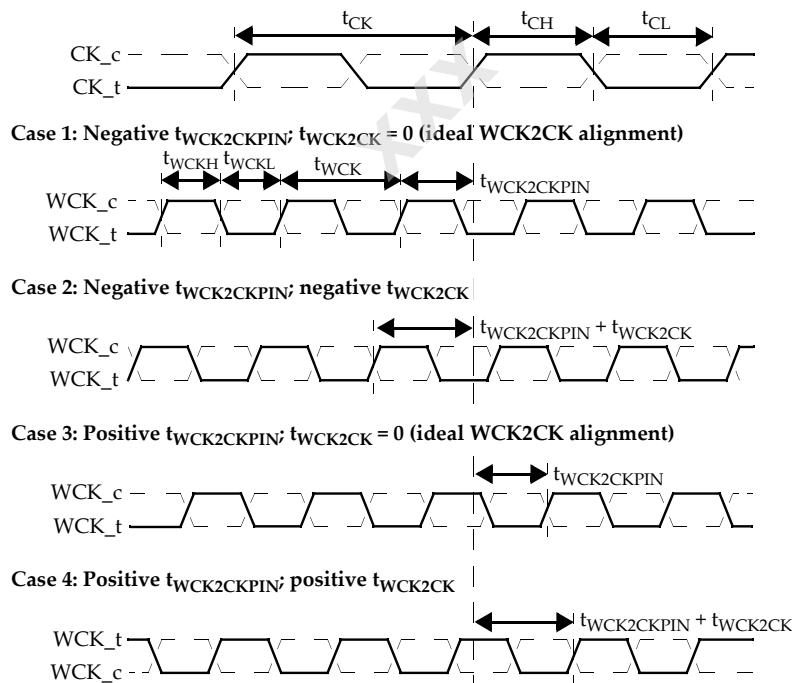 tCK tCH tCL
CK_c
CK_t
XXX
Case 1: Negative tWCK2CKPIN; tWCK2CK = 0 (ideal WCK2CK alignment)
tWCKH tWCKL tWCK tWCK2CKPIN
WCK_c
WCK_t
Case 2: Negative tWCK2CKPIN; negative tWCK2CK
tWCK2CKPIN + tWCK2CK
WCK_c
WCK_t
Case 3: Positive tWCK2CKPIN; tWCK2CK = 0 (ideal WCK2CK alignment)
tWCK2CKPIN
WCK_c
WCK_t
Case 4: Positive tWCK2CKPIN; positive tWCK2CK
tWCK2CKPIN + tWCK2CK
WCK_t
WCK_c